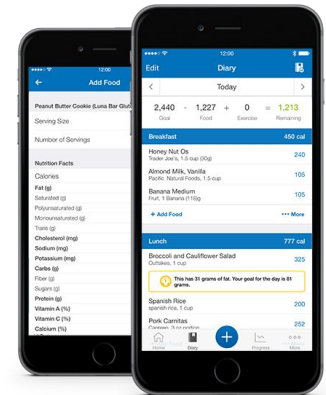 12:00
Add Food
Peanut Butter Cookie (Luna Bar Glut
Serving Size
Number of Servings
Nutrition Facts
Calories
Fat (g)
Saturated (g)
Polyunsaturated (g)
Monounsaturated (g)
Trans (g)
Cholesterol (mg)
Sodium (mg)
Potassium (mg)
Carbs (g)
Fiber (g)
Sugars (g)
Protein (g)
Vitamin A (%)
Vitamin C (%)
Calcium (%)
12:00
Edit Diary
Today
2,440 - 1,227 + 0 = 1,213
Goal Food Exercise Remaining
Breakfast 450 cal
Honey Nut Os 240
Trader Joe's, 1.5 cup (30g)
Almond Milk, Vanilla 105
Pacific Natural Foods, 1.5 cup
Banana Medium 105
Fruit, 1 Banana (118)g
+ Add Food ••• More
Lunch 777 cal
Broccoli and Cauliflower Salad 325
Outtakes, 1 cup
This has 31 grams of fat. Your goal for the day is 81
grams.
Spanish Rice 200
spanish rice, 1 cup
Pork Carnitas 252
Home Diary Progress More